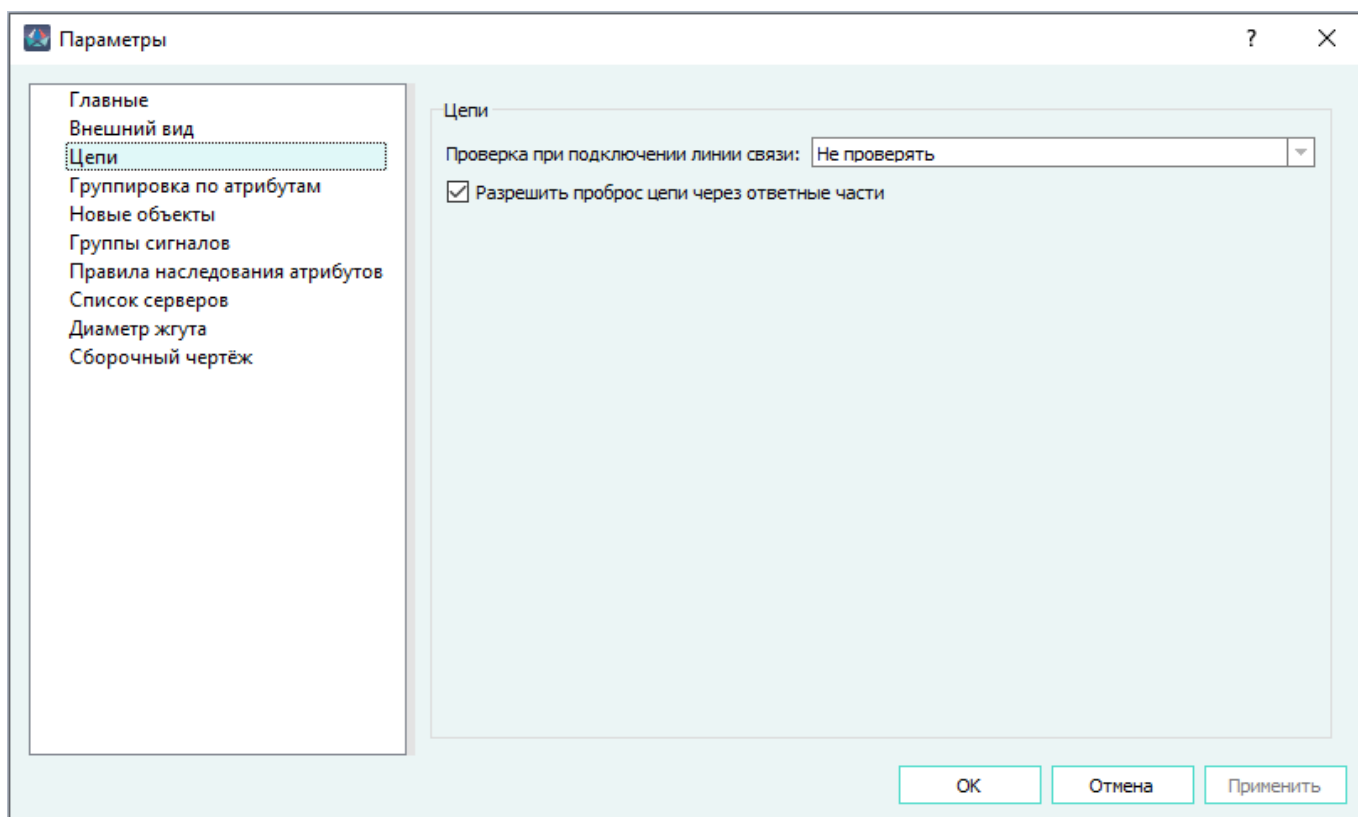 Параметры
?
Главные
Внешний вид
Цепи
Группировка по атрибутам
Новые объекты
Группы сигналов
Правила наследования атрибутов
Список серверов
Диаметр жгута
Сборочный чертёж
Цепи
Проверка при подключении линии связи: Не проверять
Разрешить проброс цепи через ответные части
OK Отмена Применить